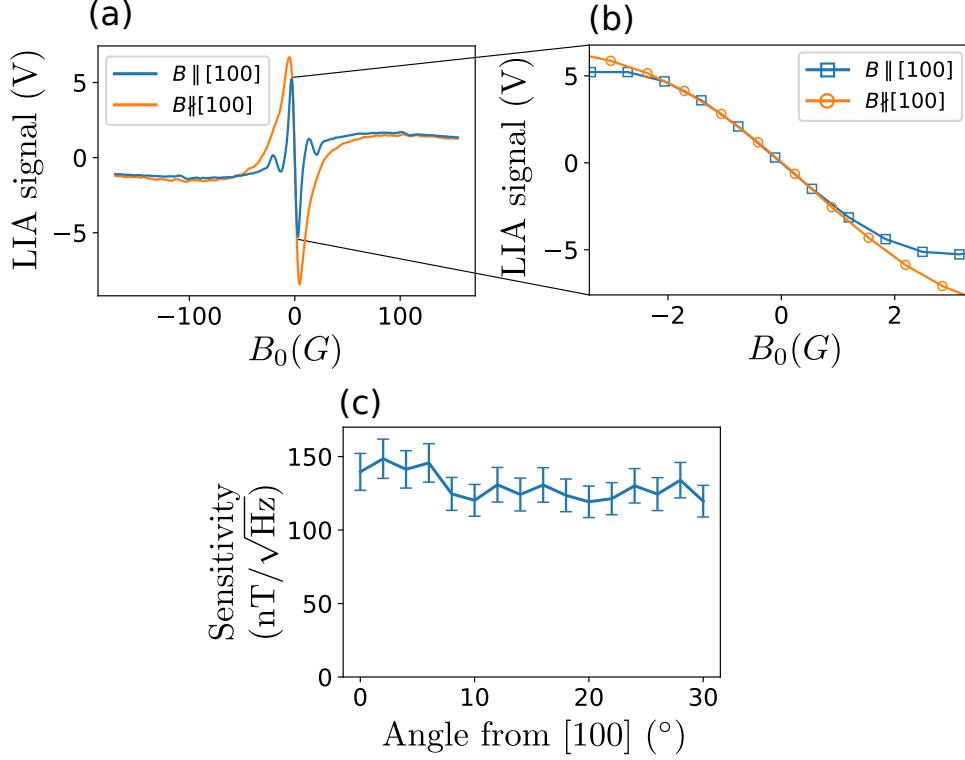 (a)
LIA signal (V)
5
0
−5
−100
0
100
B₀(G)
B ∥ [100]
B∦[100]
(b)
LIA signal (V)
5
0
−5
−2
0
2
B₀(G)
B ∥ [100]
B∦[100]
(c)
Sensitivity
(nT/√Hz)
150
100
50
0
0
10
20
30
Angle from [100] (°)